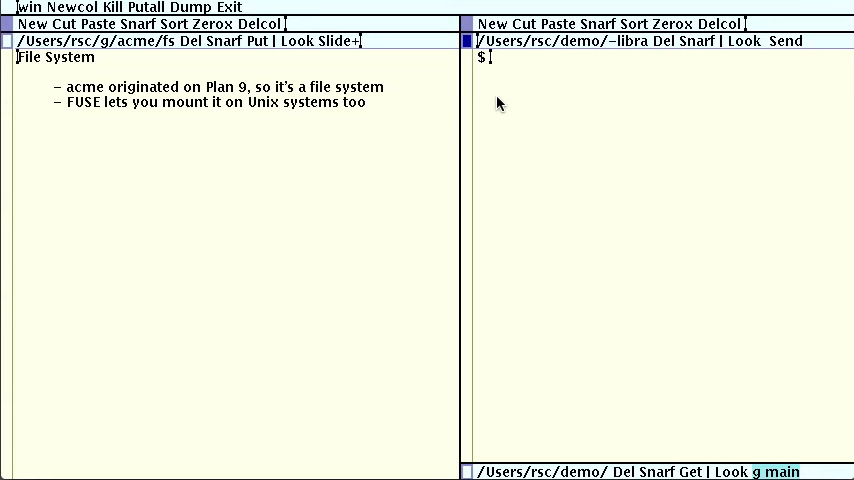 win Newcol Kill Putall Dump Exit
New Cut Paste Snarf Sort Zerox Delcol
/Users/rsc/g/acme/fs Del Snarf Put | Look Slide+
File System
– acme originated on Plan 9, so it's a file system
– FUSE lets you mount it on Unix systems too
New Cut Paste Snarf Sort Zerox Delcol
/Users/rsc/demo/-libra Del Snarf | Look Send
$
/Users/rsc/demo/ Del Snarf Get | Look g main